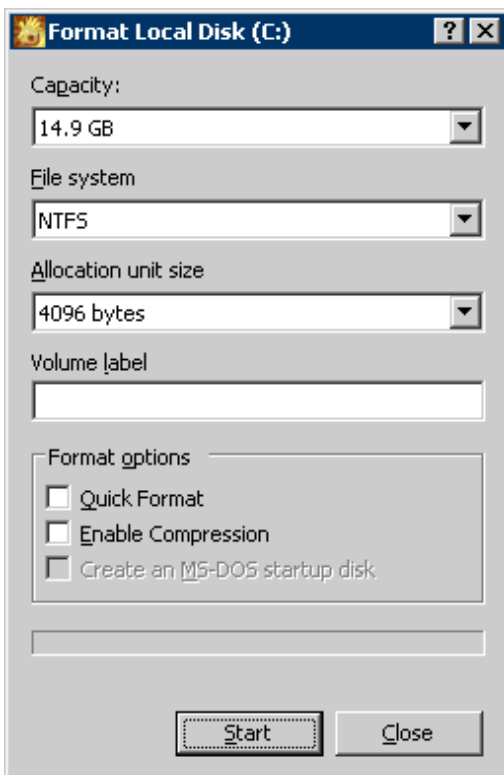 Format Local Disk (C:)
Capacity:
14.9 GB
File system
NTFS
Allocation unit size
4096 bytes
Volume label
Format options
Quick Format
Enable Compression
Create an MS-DOS startup disk
Start
Close